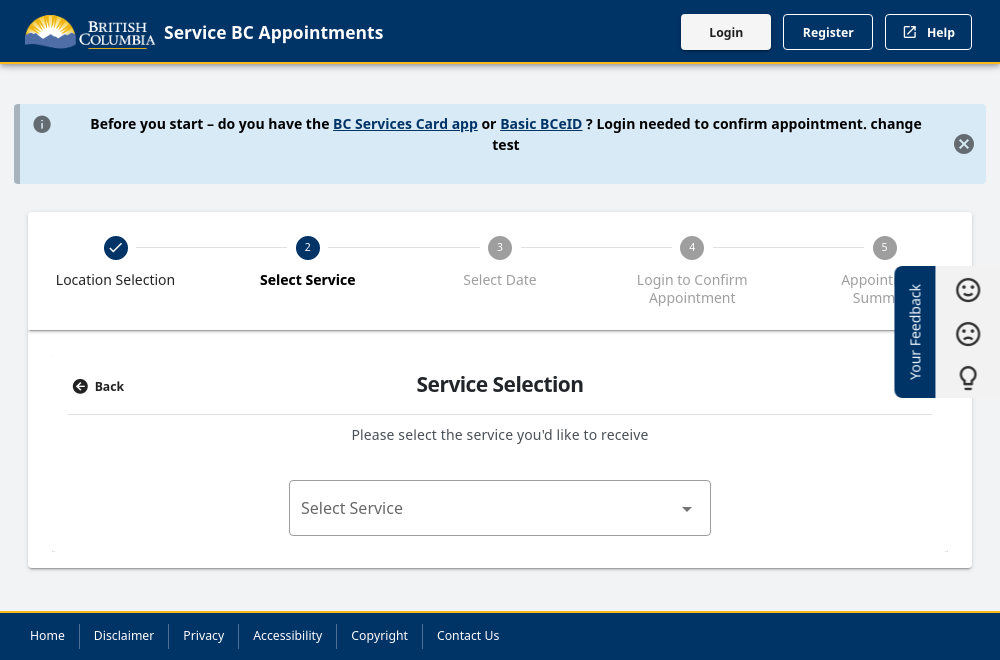 BRITISH
COLUMBIA
Service BC Appointments
Login
Register
Help
Before you start – do you have the BC Services Card app or Basic BCeID ? Login needed to confirm appointment. change
test
2
3
4
5
Location Selection
Select Service
Select Date
Login to Confirm
Appointment
Appoint
Summ
Your Feedback
Back
Service Selection
Please select the service you'd like to receive
Select Service
Home
Disclaimer
Privacy
Accessibility
Copyright
Contact Us